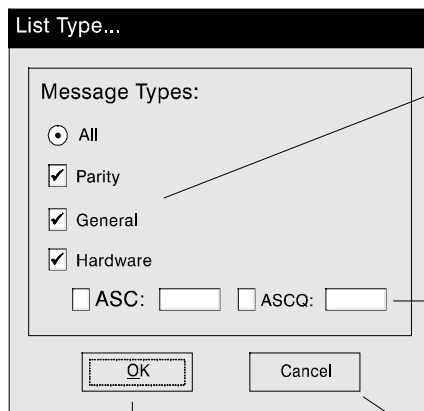 List Type...
Message Types:
All
Parity
General
Hardware
ASC: ASCQ:
OK Cancel